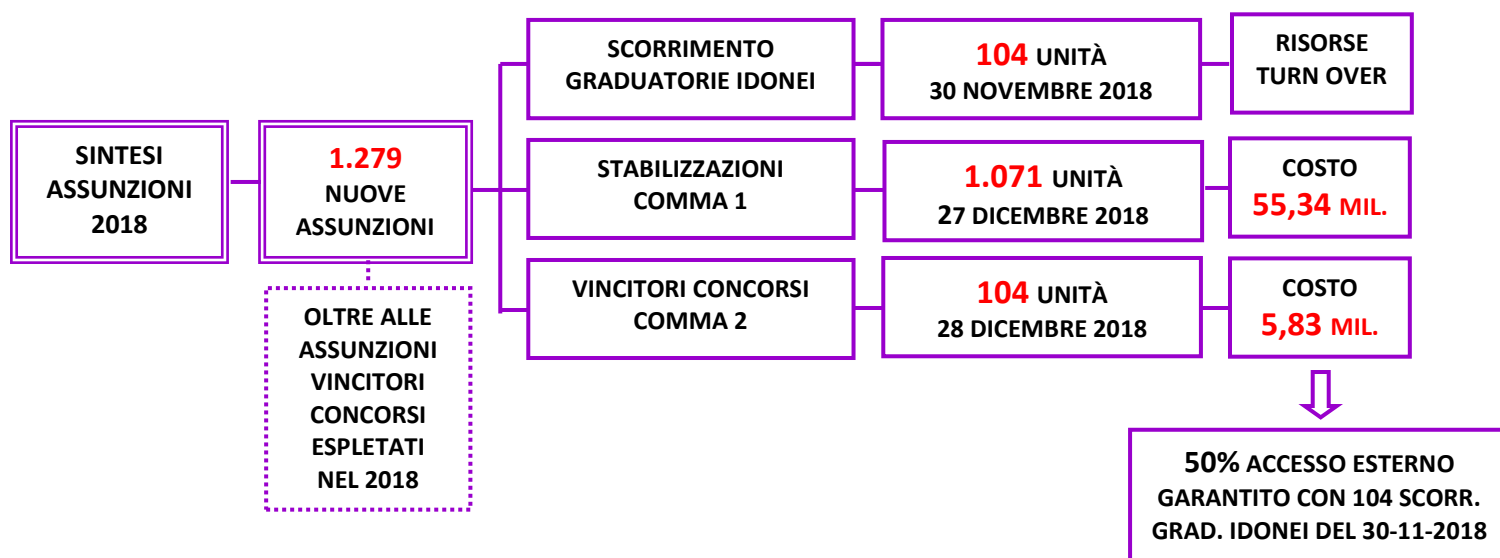 SINTESI
ASSUNZIONI
2018
1.279
NUOVE
ASSUNZIONI
OLTRE ALLE
ASSUNZIONI
VINCITORI
CONCORSI
ESPLETATI
NEL 2018
SCORRIMENTO
GRADUATORIE IDONEI
104 UNITÀ
30 NOVEMBRE 2018
RISORSE
TURN OVER
STABILIZZAZIONI
COMMA 1
1.071 UNITÀ
27 DICEMBRE 2018
COSTO
55,34 MIL.
VINCITORI CONCORSI
COMMA 2
104 UNITÀ
28 DICEMBRE 2018
COSTO
5,83 MIL.
50% ACCESSO ESTERNO
GARANTITO CON 104 SCORR.
GRAD. IDONEI DEL 30-11-2018